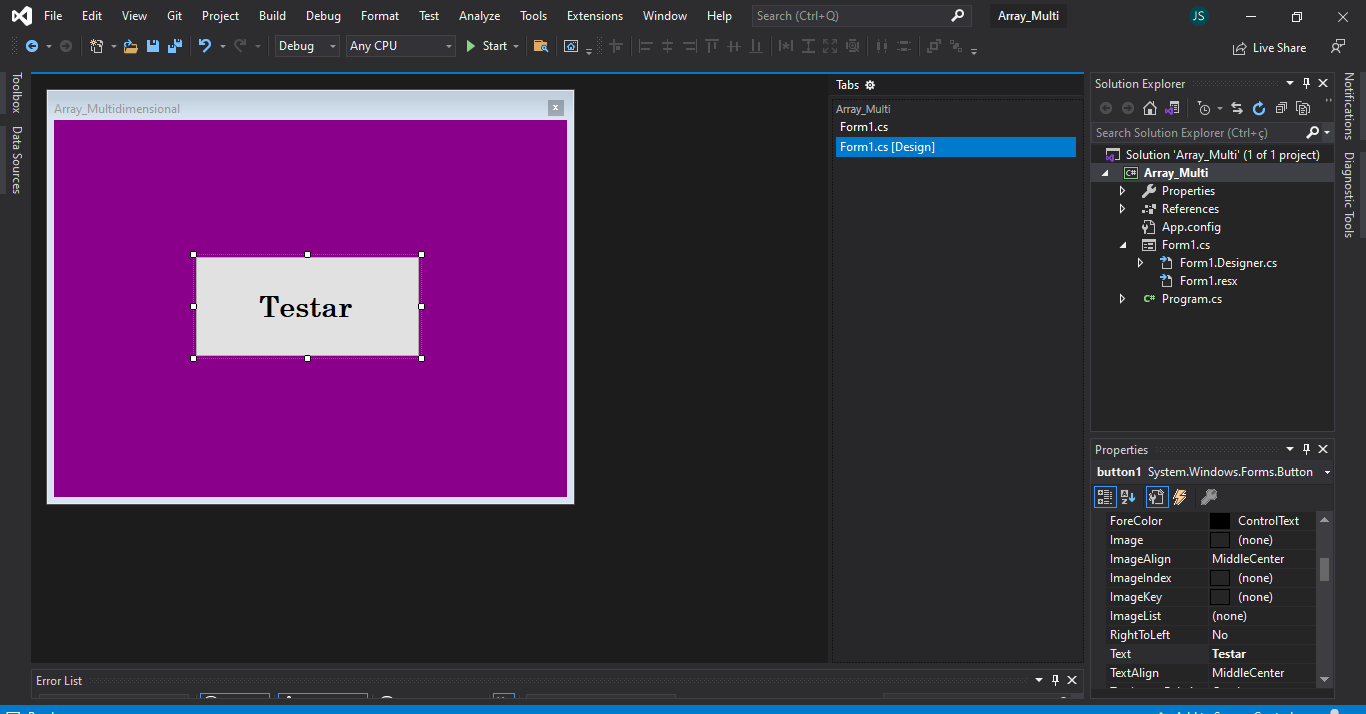 File Edit View Git Project Build Debug Format Test Analyze Tools Extensions Window Help Search (Ctrl+Q) Array_Multi JS
Debug Any CPU Start Live Share
Toolbox
Data Sources
Array_Multidimensional
Testar
Tabs
Array_Multi
Form1.cs
Form1.cs [Design]
Solution Explorer
Search Solution Explorer (Ctrl+ç)
Solution 'Array_Multi' (1 of 1 project)
C# Array_Multi
Properties
References
App.config
Form1.cs
Form1.Designer.cs
Form1.resx
C# Program.cs
Notifications
Diagnostic Tools
Properties
button1 System.Windows.Forms.Button
ForeColor ControlText
Image (none)
ImageAlign MiddleCenter
ImageIndex (none)
ImageKey (none)
ImageList (none)
RightToLeft No
Text Testar
TextAlign MiddleCenter
Error List